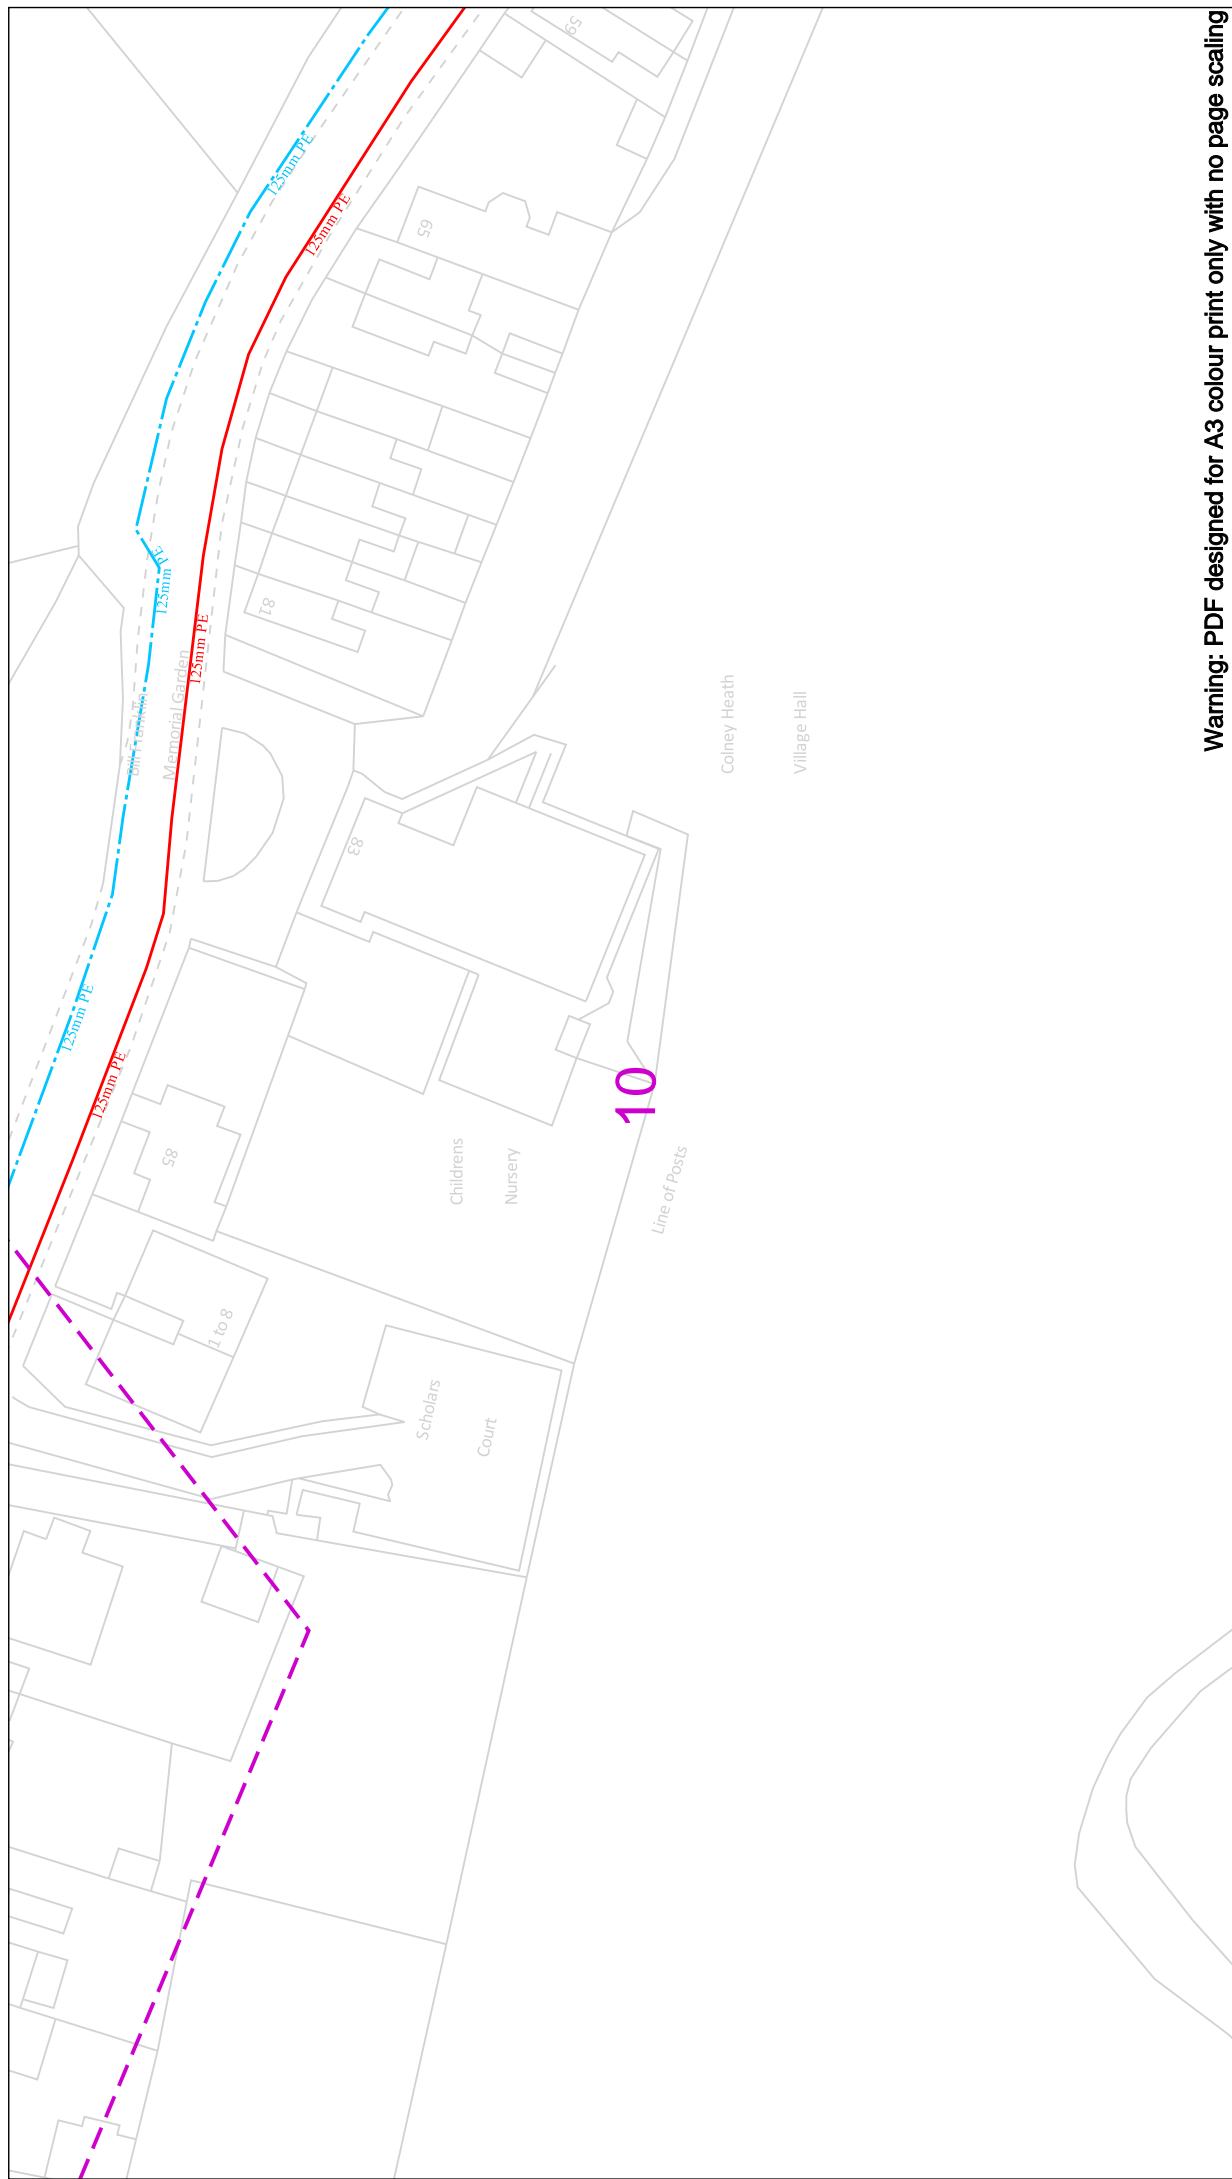 Warning: PDF designed for A3 colour print only with no page scaling
59
125mm PE
125mm PE
65
125mm PE
81
125mm PE
Bill Franklin
Memorial Garden
Colney Heath
Village Hall
83
125mm PE
125mm PE
10
85
Childrens
Nursery
Line of Posts
1 to 8
Scholars
Court